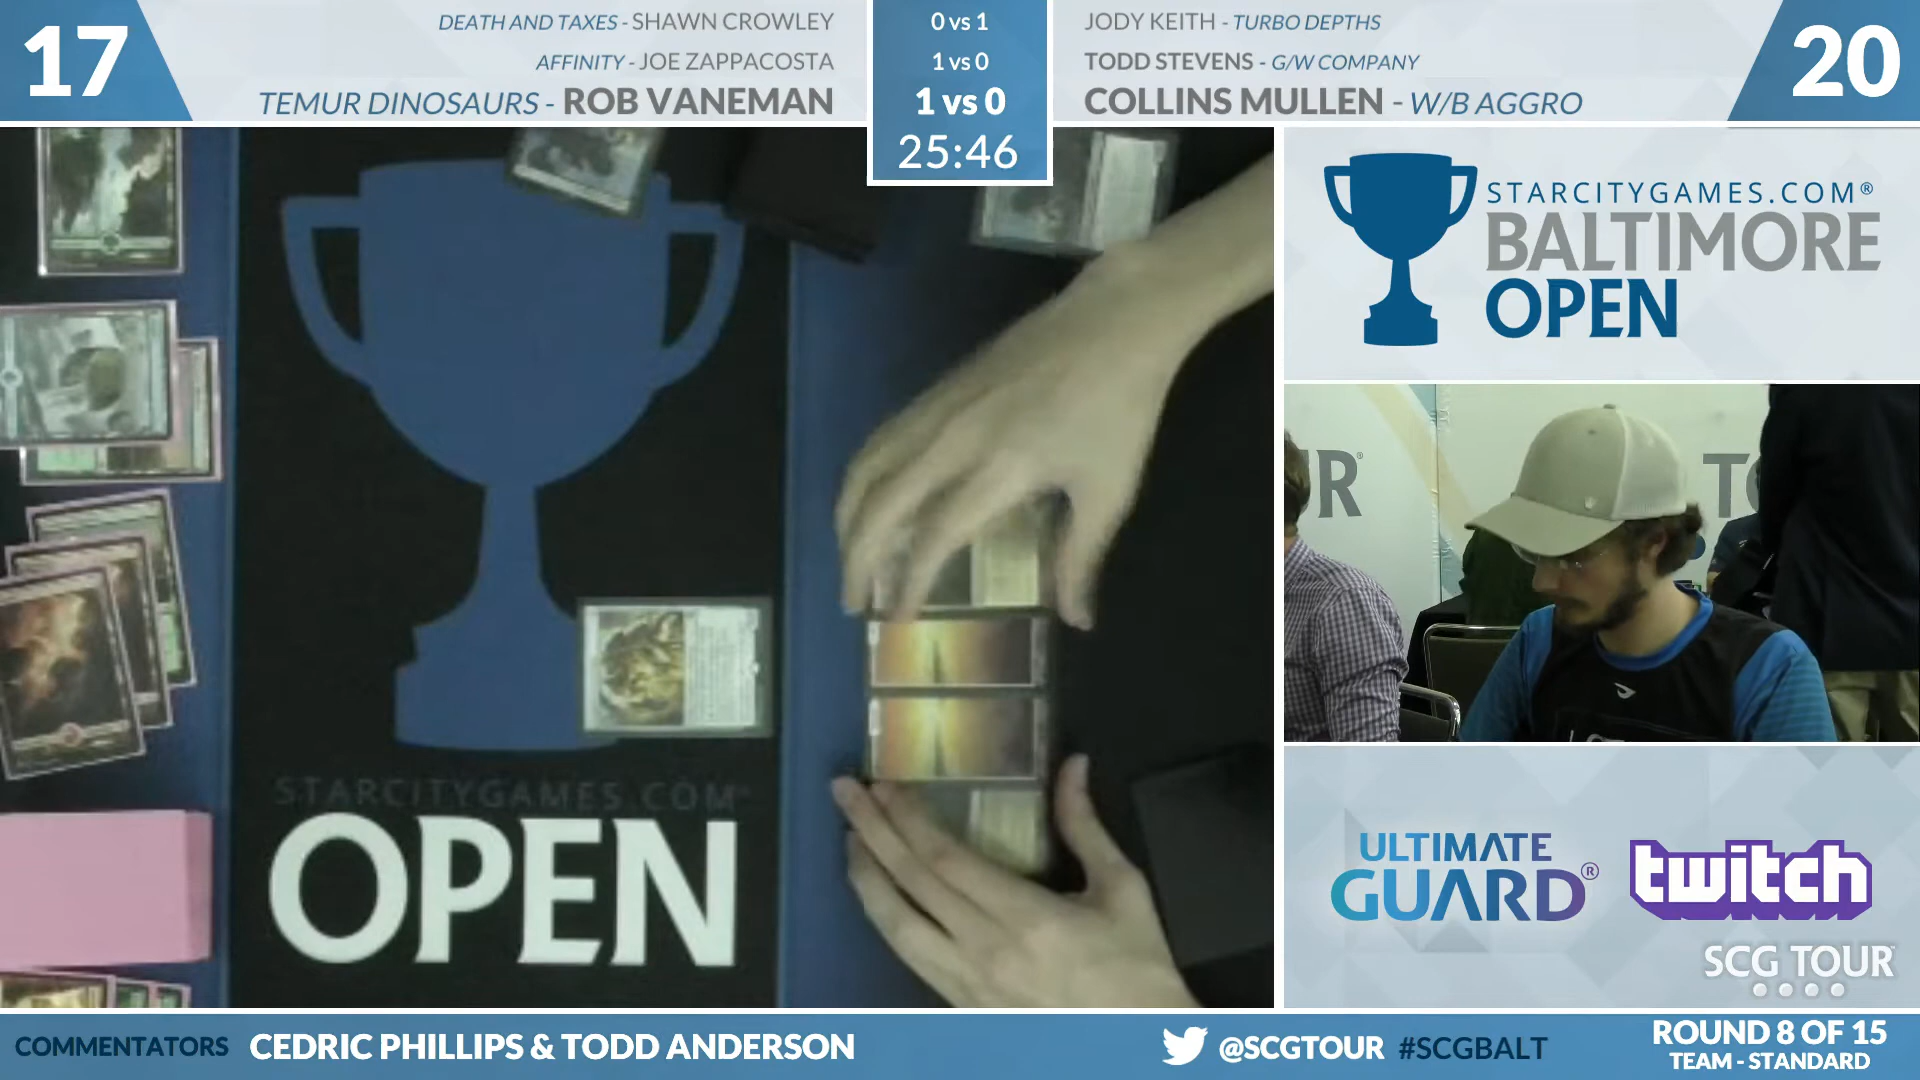 17
DEATH AND TAXES - SHAWN CROWLEY
0 vs 1
JODY KEITH - TURBO DEPTHS
20
AFFINITY - JOE ZAPPACOSTA
1 vs 0
TODD STEVENS - G/W COMPANY
TEMUR DINOSAURS - ROB VANEMAN
1 vs 0
COLLINS MULLEN - W/B AGGRO
25:46
STARCITYGAMES.COM®
BALTIMORE
OPEN
R®
STARCITYGAMES.COM®
OPEN
ULTIMATE
GUARD®
twitch
SCG TOUR™
COMMENTATORS CEDRIC PHILLIPS & TODD ANDERSON
@SCGTOUR #SCGBALT
ROUND 8 OF 15
TEAM - STANDARD